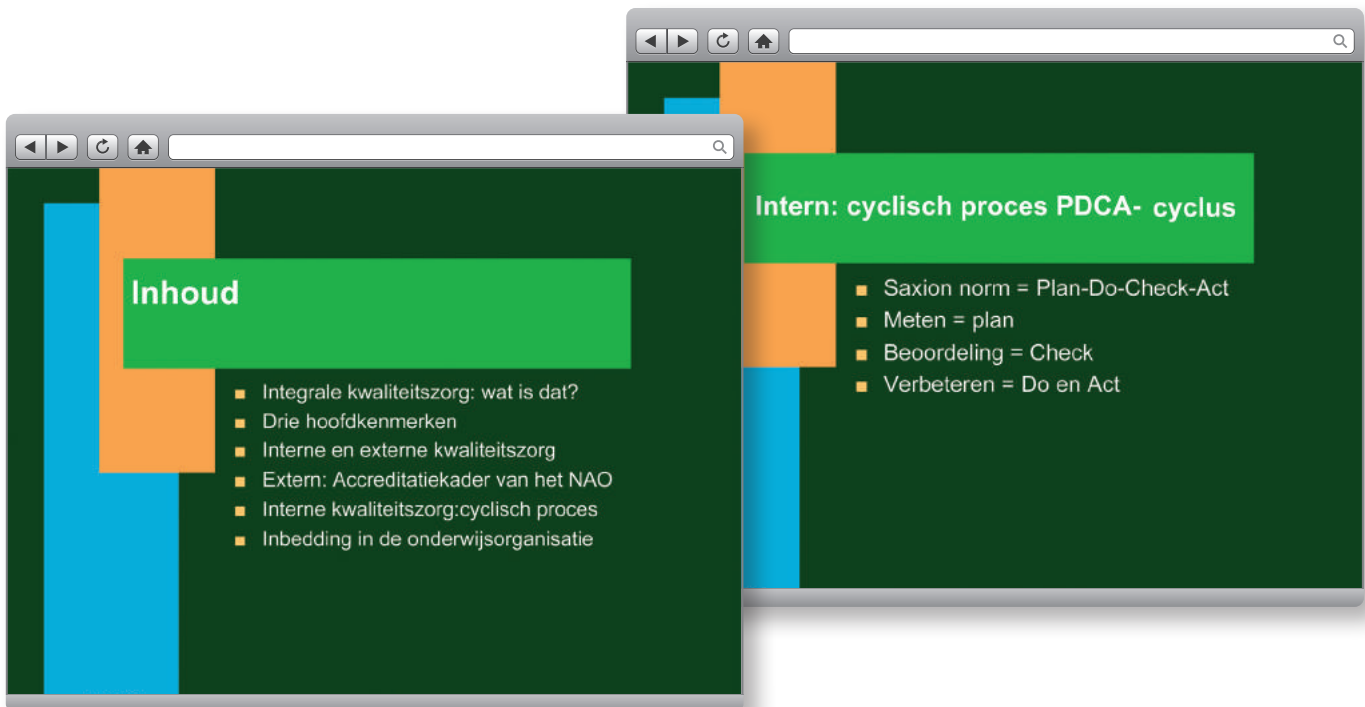 Inhoud
Integrale kwaliteitszorg: wat is dat?
Drie hoofdkenmerken
Interne en externe kwaliteitszorg
Extern: Accreditatiekader van het NAO
Interne kwaliteitszorg:cyclisch proces
Inbedding in de onderwijsorganisatie
Intern: cyclisch proces PDCA- cyclus
Saxion norm = Plan-Do-Check-Act
Meten = plan
Beoordeling = Check
Verbeteren = Do en Act